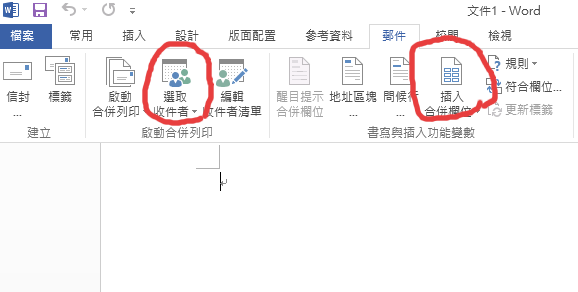 文件1 - Word
檔案 常用 插入 設計 版面配置 參考資料 郵件 校閱 檢視
信封 標籤 啟動 選取 編輯 醒目提示 地址區塊 問候行 插入 規則
... 合併列印 收件者 收件者清單 合併欄位 ... ... 合併欄位 符合欄位...
更新標籤
建立 啟動合併列印 書寫與插入功能變數